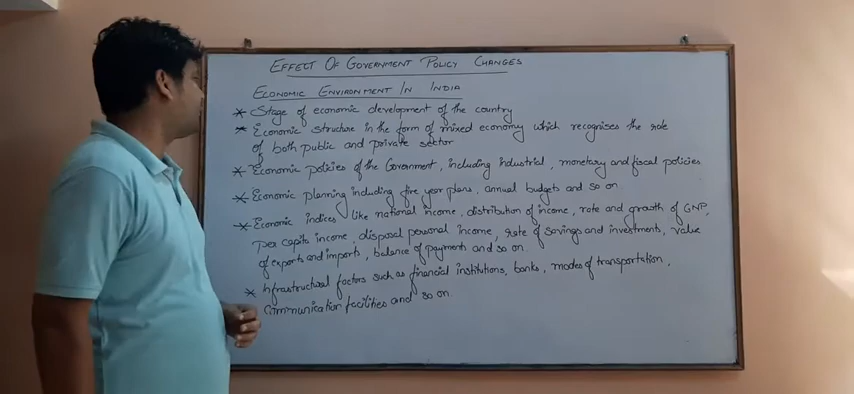 EFFECT OF GOVERNMENT POLICY CHANGES
ECONOMIC ENVIRONMENT IN INDIA
* Stage of economic development of the country
* Economic structure in the form of mixed economy which recognises the role
of both public and private sector
* Economic policies of the Government, including industrial, monetary and fiscal policies
* Economic planning including five year plans, annual budgets and so on
* Economic indices like national income, distribution of income, rate and growth of GNP,
per capita income, disposal personal income, rate of savings and investments, value
of exports and imports, balance of payments and so on.
* Infrastructural factors such as financial institutions, banks, modes of transportation,
communication facilities and so on.